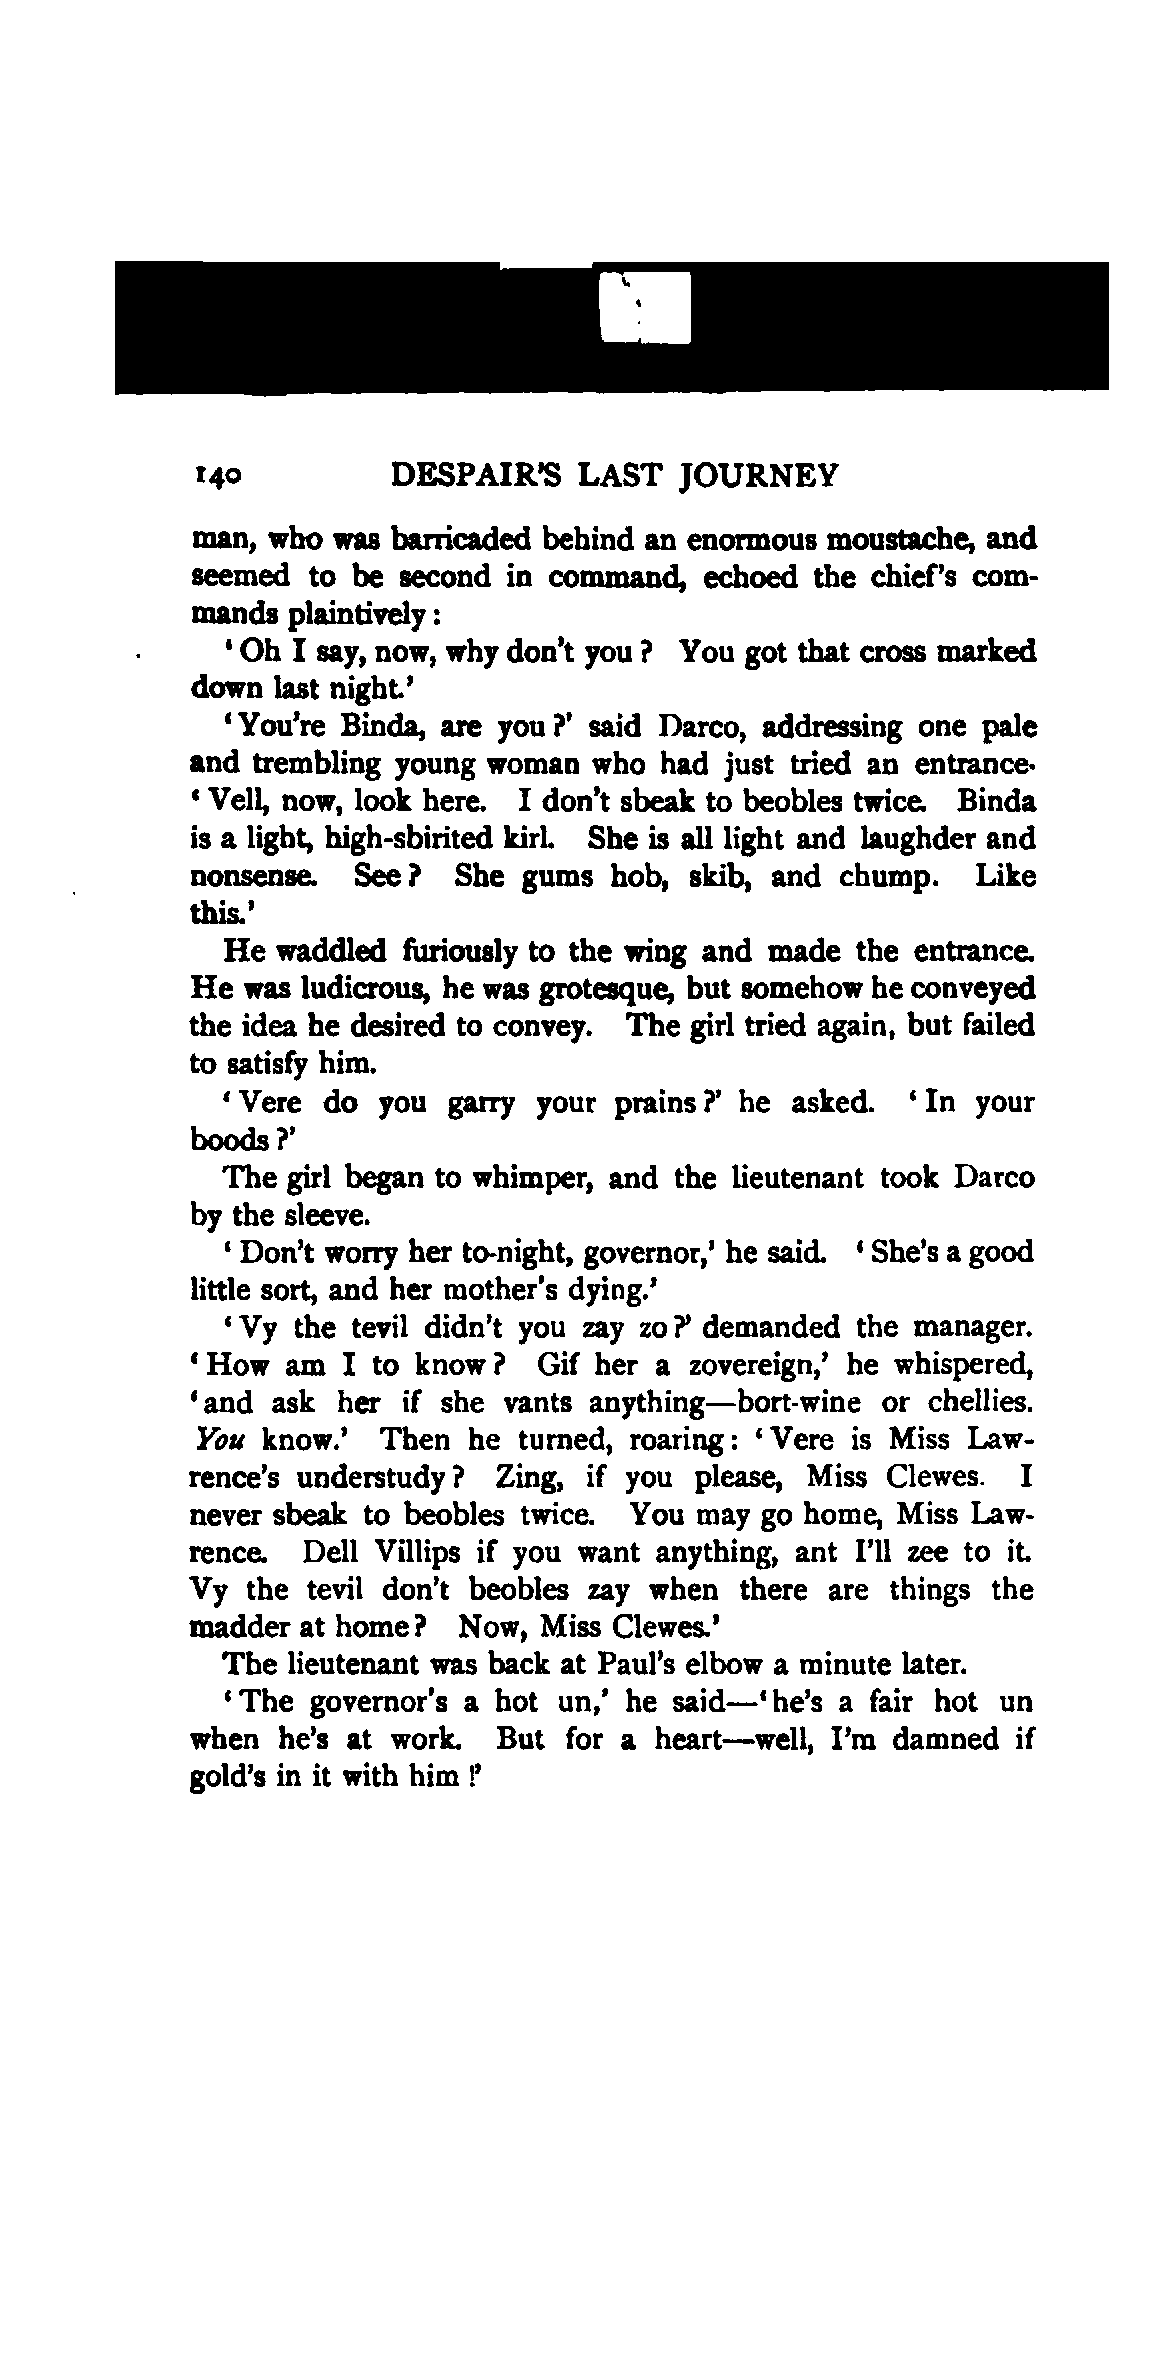 140 DESPAIR'S LAST JOURNEY
man, who was barricaded behind an enormous moustache, and
seemed to be second in command, echoed the chief's com-
mands plaintively:
'Oh I say, now, why don't you? You got that cross marked
down last night.'
'You're Binda, are you?' said Darco, addressing one pale
and trembling young woman who had just tried an entrance.
'Vell, now, look here. I don't sbeak to beobles twice. Binda
is a light, high-sbirited kirl. She is all light and laughder and
nonsense. See? She gums hob, skib, and chump. Like
this.'
He waddled furiously to the wing and made the entrance.
He was ludicrous, he was grotesque, but somehow he conveyed
the idea he desired to convey. The girl tried again, but failed
to satisfy him.
'Vere do you garry your prains?' he asked. 'In your
boods?'
The girl began to whimper, and the lieutenant took Darco
by the sleeve.
'Don't worry her to-night, governor,' he said. 'She's a good
little sort, and her mother's dying.'
'Vy the tevil didn't you zay zo?' demanded the manager.
'How am I to know? Gif her a zovereign,' he whispered,
'and ask her if she vants anything—bort-wine or chellies.
You know.' Then he turned, roaring: 'Vere is Miss Law-
rence's understudy? Zing, if you please, Miss Clewes. I
never sbeak to beobles twice. You may go home, Miss Law-
rence. Dell Villips if you want anything, ant I'll zee to it.
Vy the tevil don't beobles zay when there are things the
madder at home? Now, Miss Clewes.'
The lieutenant was back at Paul's elbow a minute later.
'The governor's a hot un,' he said—'he's a fair hot un
when he's at work. But for a heart—well, I'm damned if
gold's in it with him!'